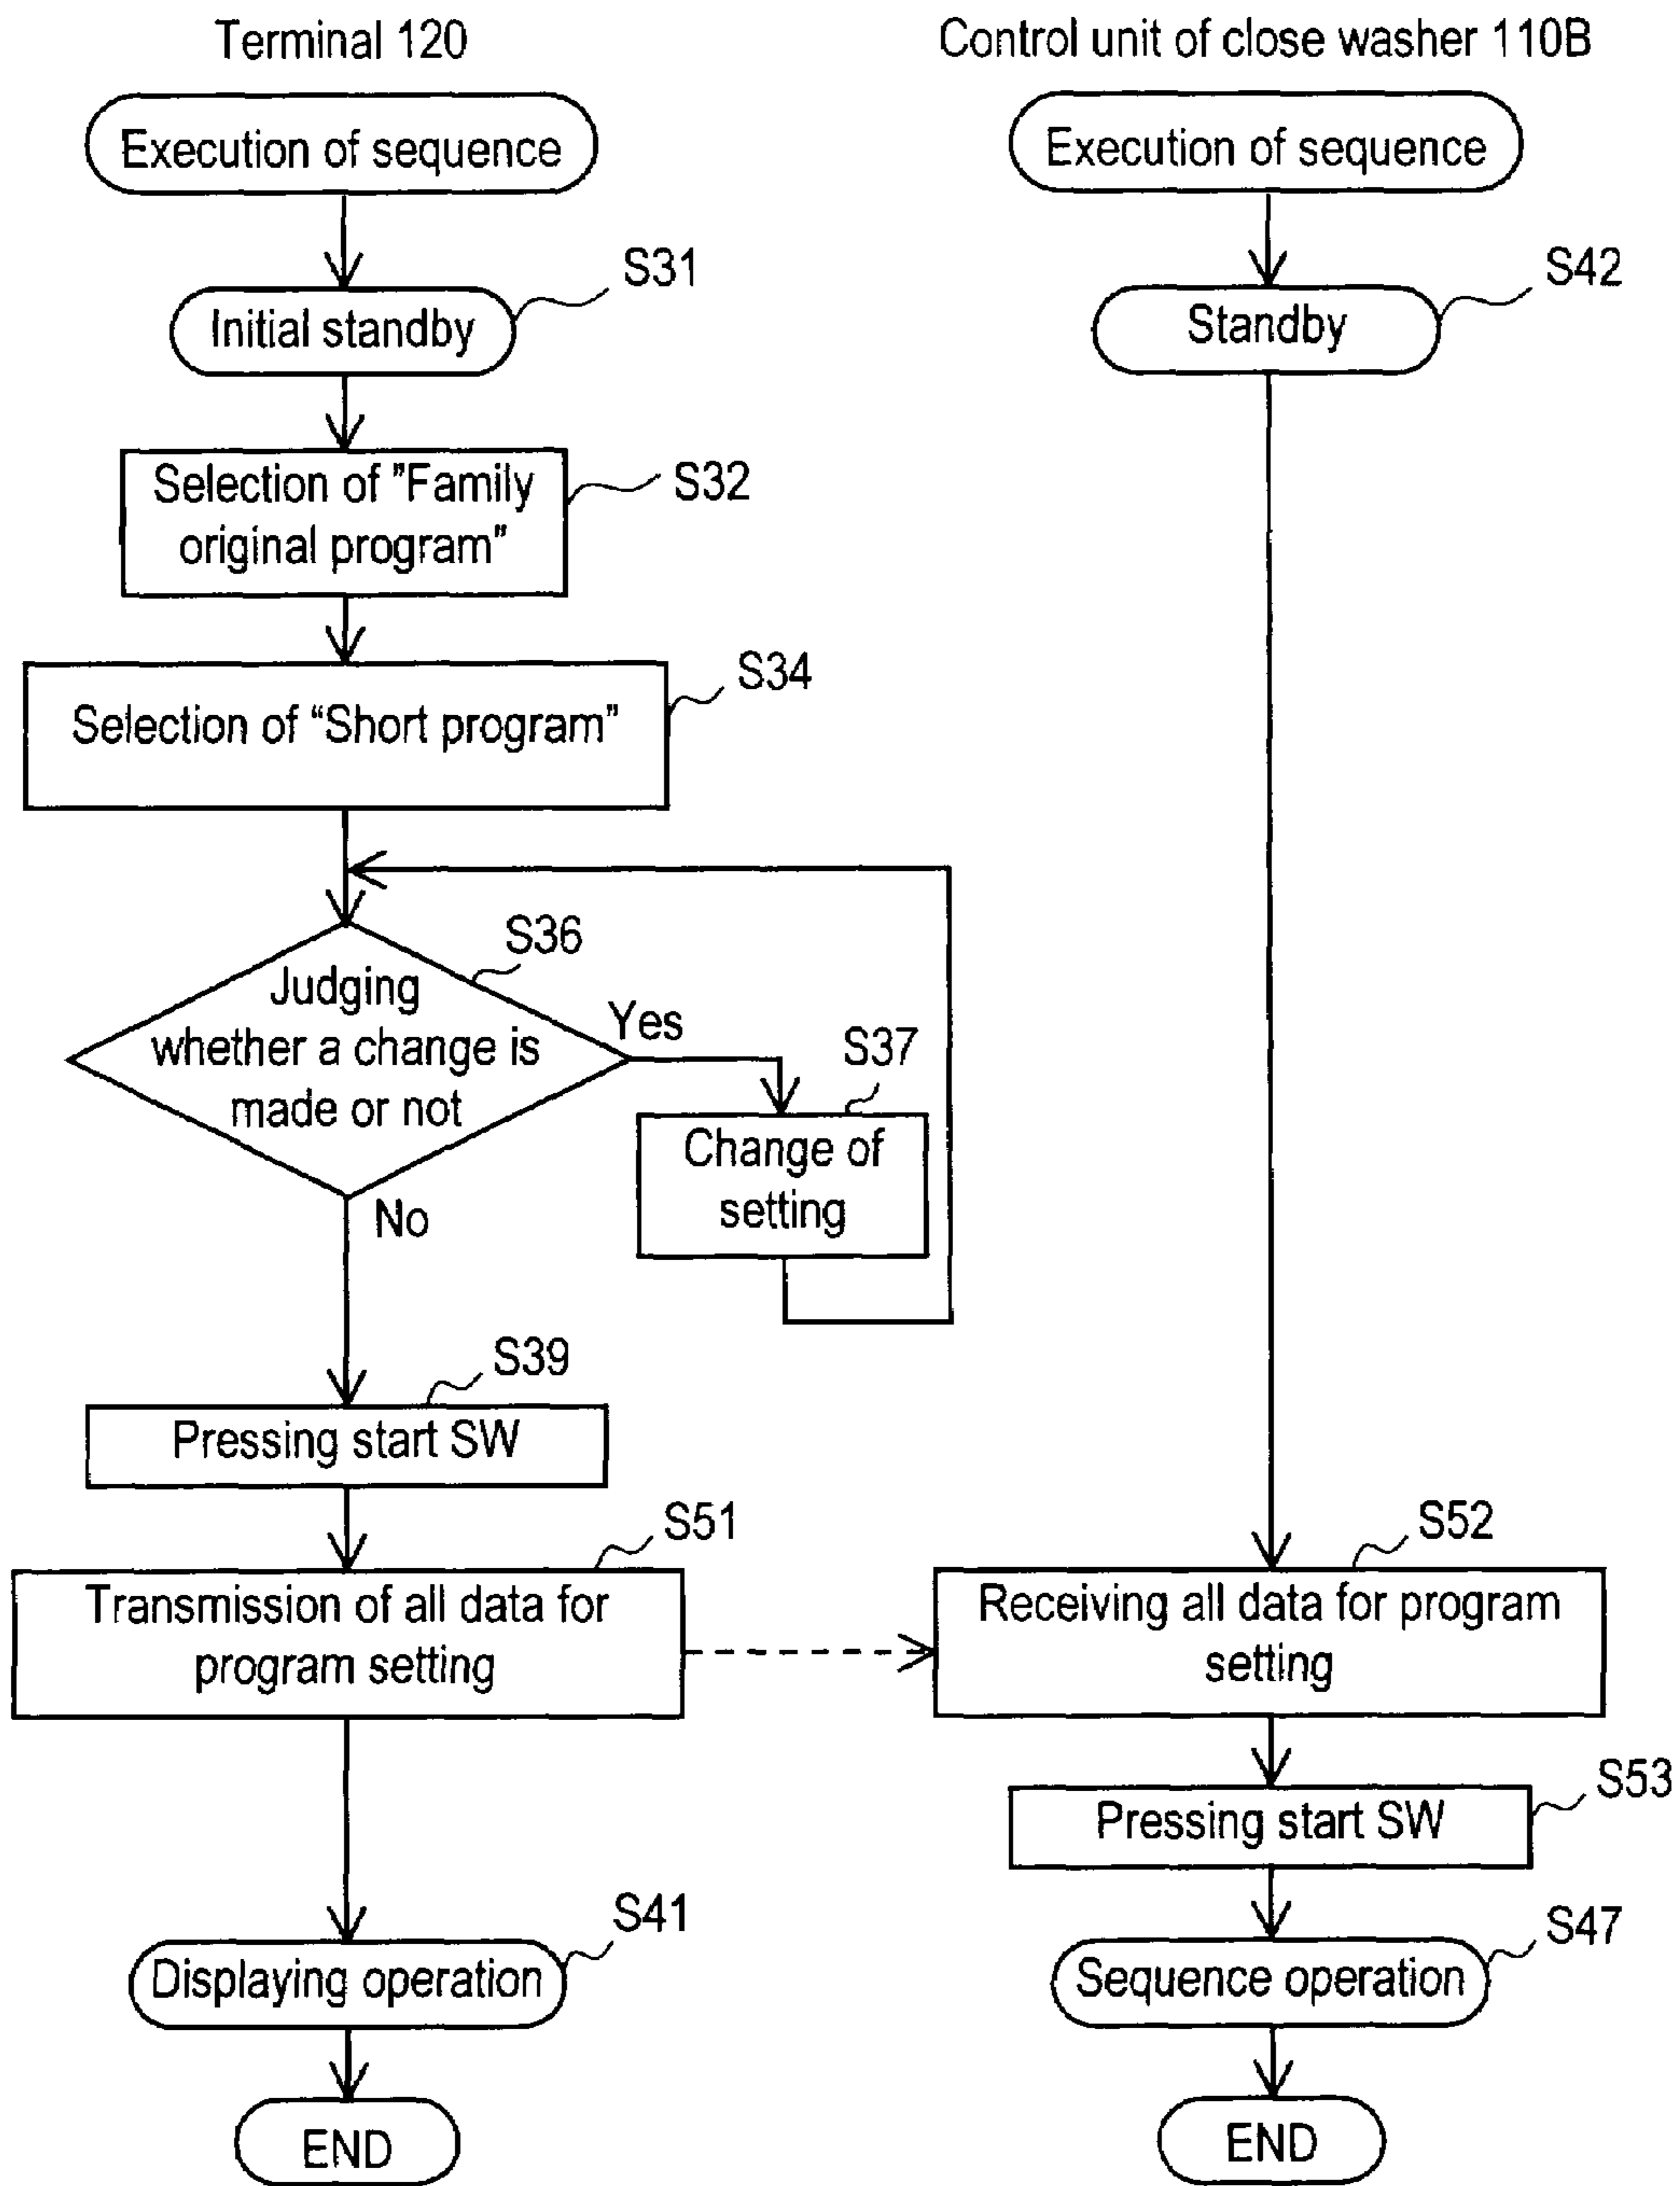 Terminal 120
Execution of sequence
S31
Initial standby
S32
Selection of "Family
original program"
S34
Selection of “Short program”
S36
Judging
whether a change is
made or not
Yes
No
S37
Change of
setting
S39
Pressing start SW
S51
Transmission of all data for
program setting
S41
Displaying operation
END
Control unit of close washer 110B
Execution of sequence
S42
Standby
S52
Receiving all data for program
setting
S53
Pressing start SW
S47
Sequence operation
END